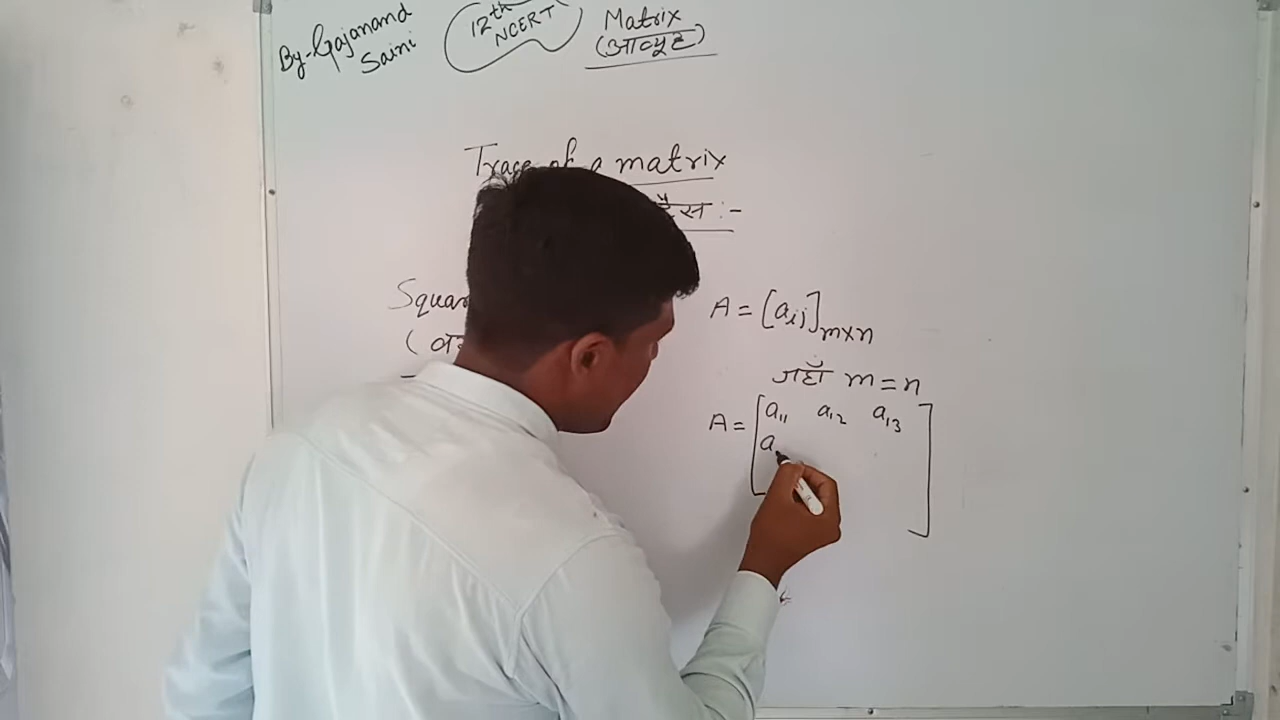 By-Gajanand
Saini
12th
NCERT
Matrix
(आव्यूह)
Trace of a matrix
ट्रैस :-
A = [aij]m×n
जहाँ m = n
A = [a11 a12 a13
a